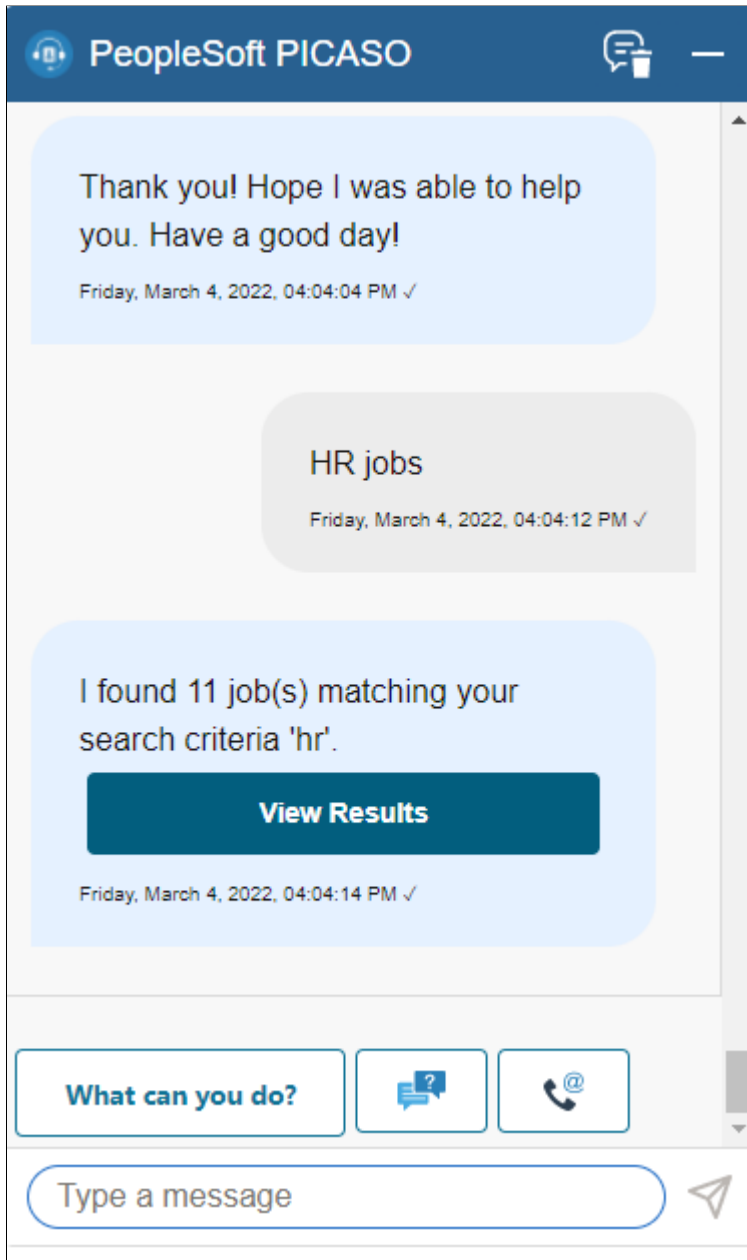 PeopleSoft PICASO
Thank you! Hope I was able to help
you. Have a good day!
Friday, March 4, 2022, 04:04:04 PM ✓
HR jobs
Friday, March 4, 2022, 04:04:12 PM ✓
I found 11 job(s) matching your
search criteria 'hr'.
View Results
Friday, March 4, 2022, 04:04:14 PM ✓
What can you do?
?
@
Type a message